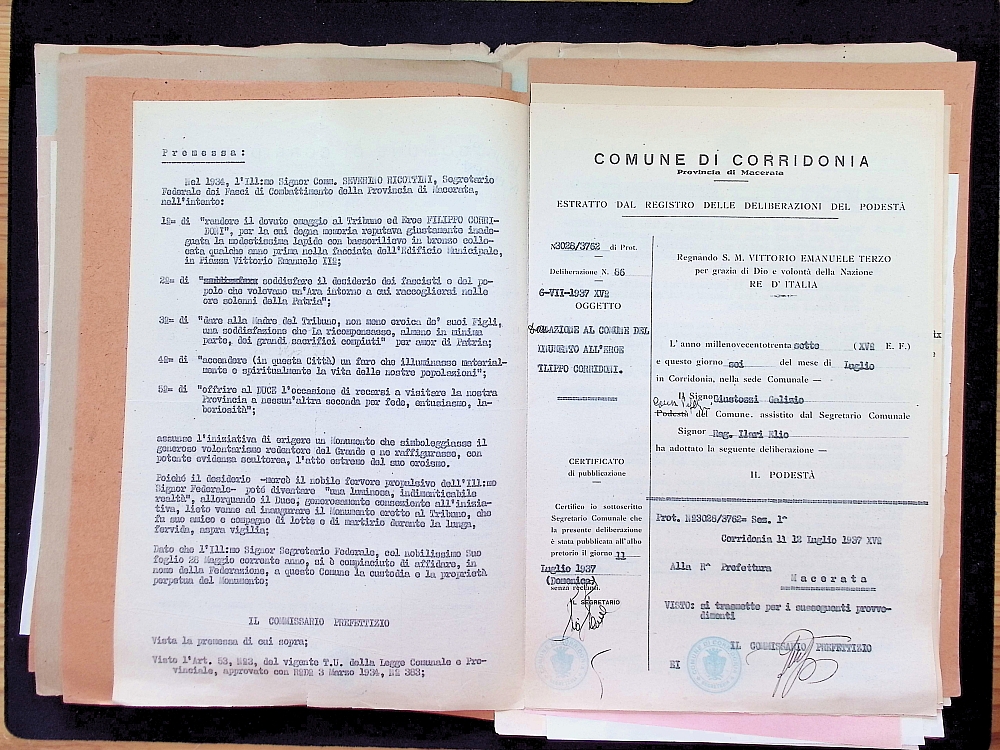 Premessa:
Nel 1934, l'Ill:mo Signor Comm. SEVERINO RICOTTINI, Segretario
Federale dei Fasci di Combattimento della Provincia di Macerata,
nell'intento:
1º= di "rendere il dovuto omaggio al Tribuno ed Eroe FILIPPO CORRI-
DONI", per la cui degna memoria reputava giustamente inade-
guata la modestissima lapide con bassorilievo in bronzo collo-
cata qualche anno prima nella facciata dell'Edificio Municipale,
in Piazza Vittorio Emanuele III;
2º= di soddisfare il desiderio dei fascisti e del po-
polo che volevano un'Ara intorno a cui raccogliersi nelle
ore solenni della Patria";
3º= di "dare alla Madre del Tribuno, non meno eroica de' suoi Figli,
una soddisfazione che La ricompensasse, almeno in minima
parte, dei grandi sacrifici compiuti" per amor di Patria;
4º= di "accendere (in questa Città) un faro che illuminasse material-
mente e spiritualmente la vita delle nostre popolazioni";
5º= di "offrire al DUCE l'occasione di recarsi a visitare la nostra
Provincia a nessun'altra seconda per fede, entusiasmo, la-
boriosità";
assunse l'iniziativa di erigere un Monumento che simboleggiasse il
generoso volontarismo redentore del Grande e ne raffigurasse, con
potente evidenza scultorea, l'atto estremo del suo eroismo.
Poichè il desiderio -mercè il nobile fervore propulsivo dell'Ill:mo
Signor Federale- potè diventare "una luminosa, indimenticabile
realtà", allorquando il Duce, generosamente connesso all'inizia-
tiva, lieto venne ad inaugurare il Monumento eretto al Tribuno, che
fu suo amico e compagno di lotte e di martirio durante la lunga,
fervida, aspra vigilia;
Dato che l'Ill:mo Signor Segretario Federale, col nobilissimo Suo
foglio 28 Maggio corrente anno, si è compiaciuto di affidare, in
nome della Federazione, a questo Comune la custodia e la proprietà
perpetua del Monumento;
IL COMMISSARIO PREFETTIZIO
Vista la premessa di cui sopra;
Visto l'Art. 53, Nº3, del vigente T.U. della Legge Comunale e Pro-
vinciale, approvato con RºDº 3 Marzo 1934, Nº 383;
COMUNE DI CORRIDONIA
Provincia di Macerata
ESTRATTO DAL REGISTRO DELLE DELIBERAZIONI DEL PODESTÀ
Nº3028/3762 di Prot.
Deliberazione N. 86
6-VII-1937 XVº
OGGETTO
AZIONE AL COMUNE DEL
ONUMENTO ALL'EROE
ILIPPO CORRIDONI.
CERTIFICATO
di pubblicazione
Certifico io sottoscritto
Segretario Comunale che
la presente deliberazione
è stata pubblicata all'albo
pretorio il giorno 11
Luglio 1937
(Domenica)
senza reclami.
IL SEGRETARIO
Regnando S. M. VITTORIO EMANUELE TERZO
per grazia di Dio e volontà della Nazione
RE D' ITALIA
L' anno millenovecentotrenta sette (XVº E. F.)
e questo giorno sei del mese di Luglio
in Corridonia, nella sede Comunale —
Il Signor Giustozzi Galizio
Podestà del Comune. assistito dal Segretario Comunale
Signor Rag. Ilari Elio
ha adottato la seguente deliberazione —
IL PODESTÀ
Prot. Nº3028/3762= Sez. 1ª
Corridonia 11 12 Luglio 1937 XVº
Alla Rª Prefettura
Macerata
VISTO: si trasmette per i susseguenti provve-
dimenti
IL COMMISSARIO PREFETTIZIO
EI